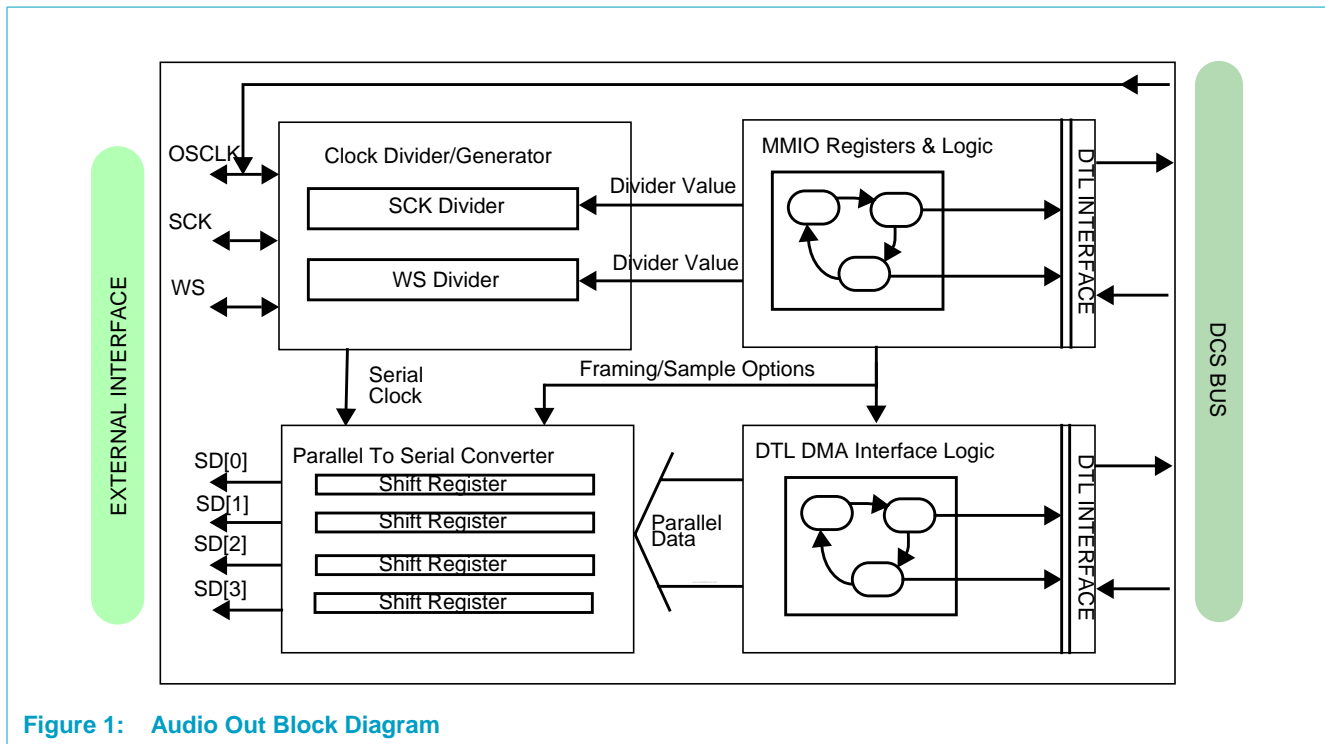 EXTERNAL INTERFACE
OSCLK
SCK
WS
Clock Divider/Generator
SCK Divider
WS Divider
Divider Value
Divider Value
MMIO Registers & Logic
DTL INTERFACE
DCS BUS
Serial
Clock
Framing/Sample Options
SD[0]
SD[1]
SD[2]
SD[3]
Parallel To Serial Converter
Shift Register
Shift Register
Shift Register
Shift Register
Parallel
Data
DTL DMA Interface Logic
DTL INTERFACE
Figure 1: Audio Out Block Diagram